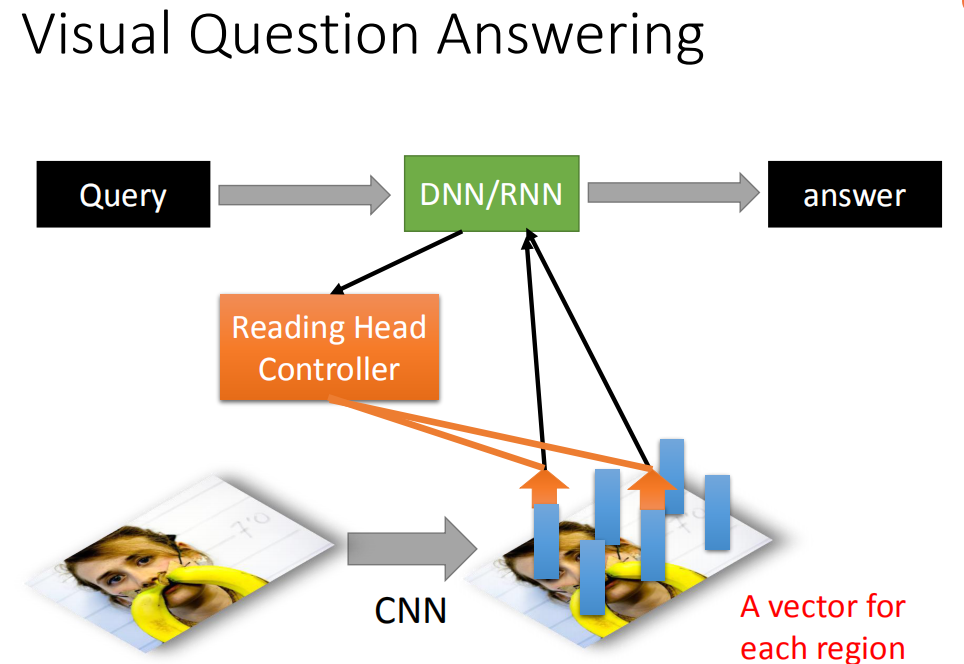 Visual Question Answering
Query
DNN/RNN
answer
Reading Head
Controller
CNN
A vector for
each region